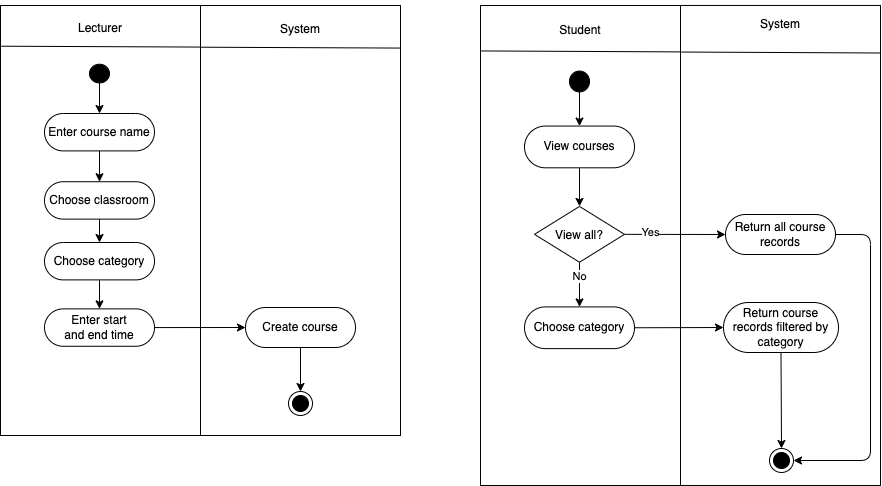 Lecturer
System
Enter course name
Choose classroom
Choose category
Enter start
and end time
Create course
Student
System
View courses
View all?
Yes
Return all course
records
No
Choose category
Return course
records filtered by
category